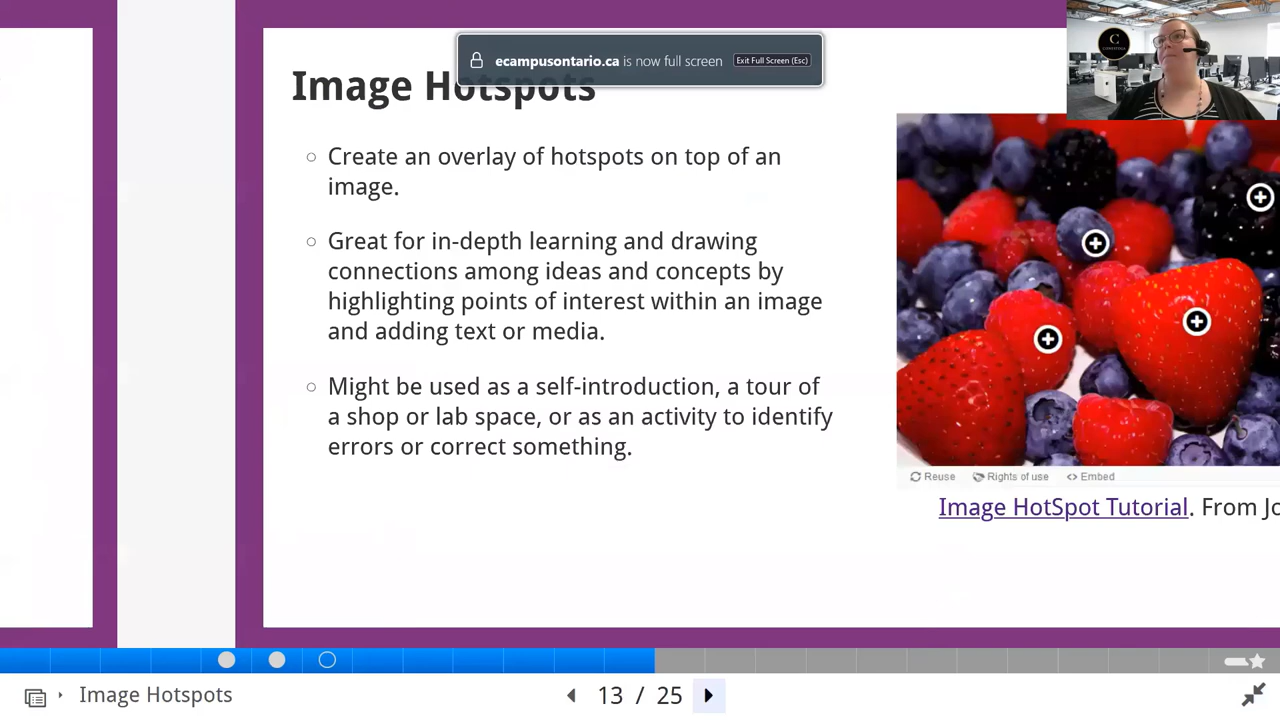 ecampusontario.ca is now full screen Exit Full Screen (Esc)
Image Hotspots
Create an overlay of hotspots on top of an
image.
Great for in-depth learning and drawing
connections among ideas and concepts by
highlighting points of interest within an image
and adding text or media.
Might be used as a self-introduction, a tour of
a shop or lab space, or as an activity to identify
errors or correct something.
Reuse Rights of use <> Embed
Image HotSpot Tutorial. From Jo
Image Hotspots
13 / 25